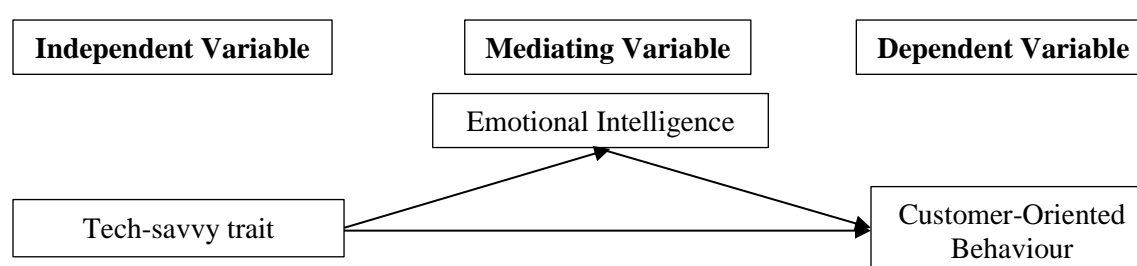 Independent Variable
Mediating Variable
Dependent Variable
Emotional Intelligence
Tech-savvy trait
Customer-Oriented
Behaviour